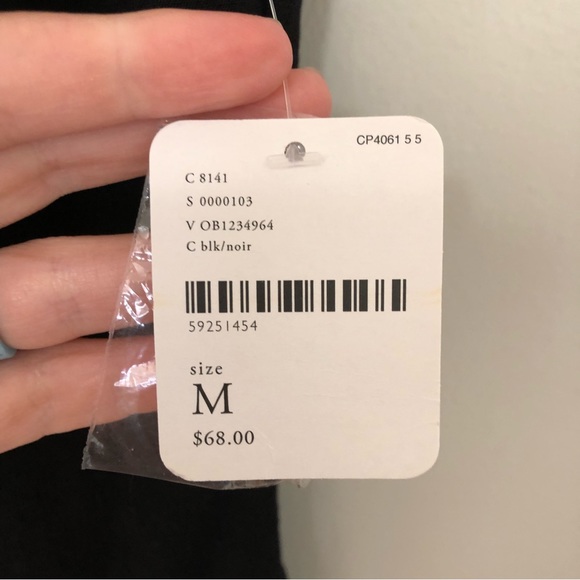 CP4061 5 5
C 8141
S 0000103
V OB1234964
C blk/noir
59251454
size
M
$68.00